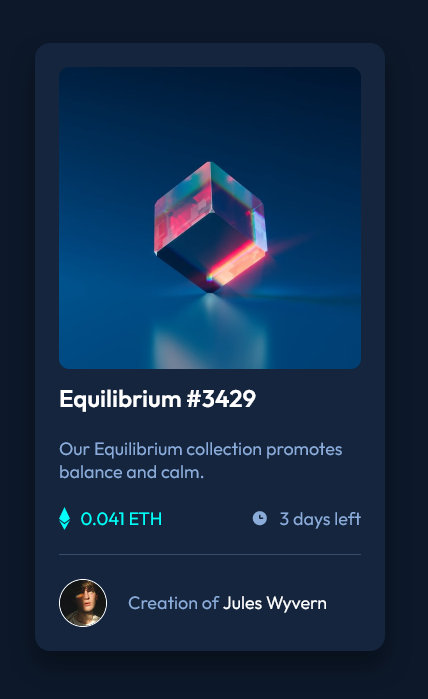 Equilibrium #3429
Our Equilibrium collection promotes
balance and calm.
0.041 ETH
3 days left
Creation of Jules Wyvern